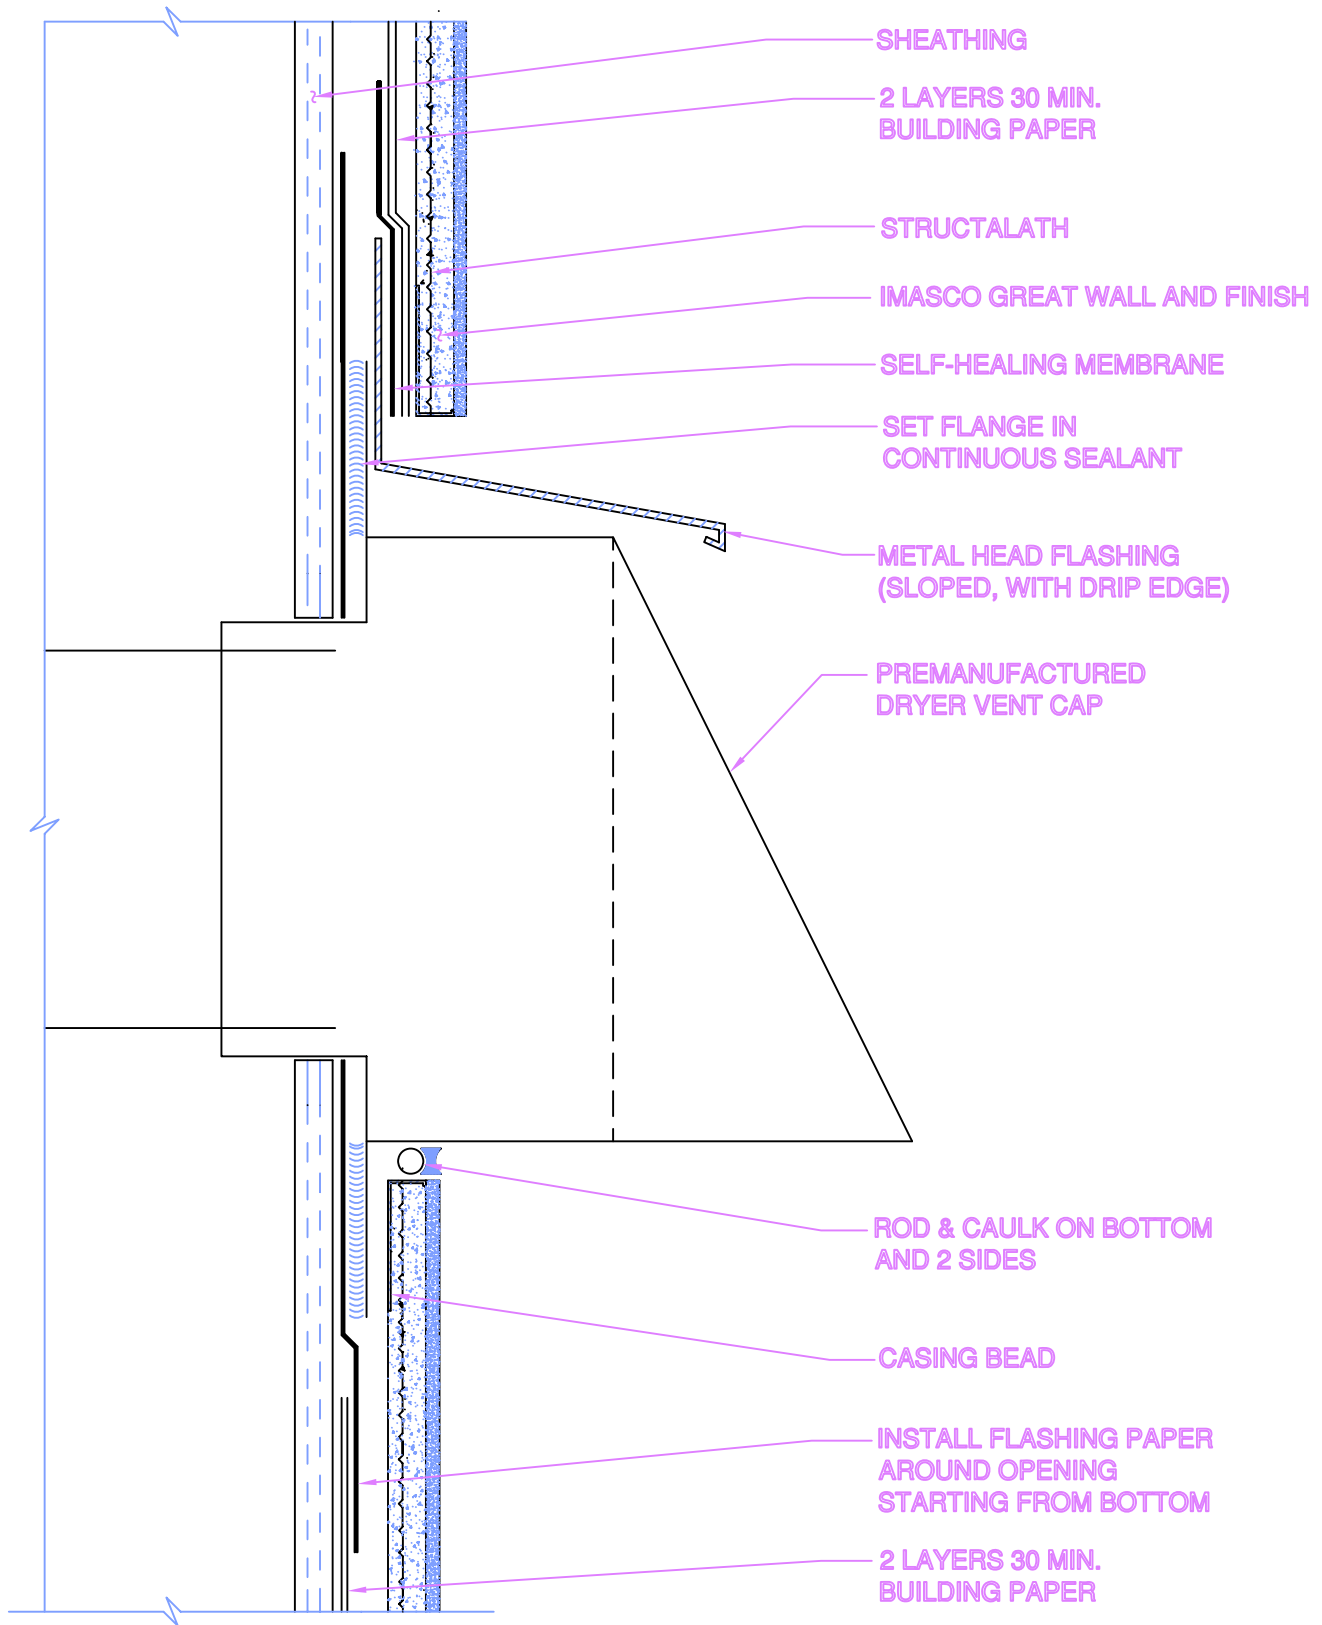 SHEATHING
2 LAYERS 30 MIN.
BUILDING PAPER
STRUCTALATH
IMASCO GREAT WALL AND FINISH
SELF-HEALING MEMBRANE
SET FLANGE IN
CONTINUOUS SEALANT
METAL HEAD FLASHING
(SLOPED, WITH DRIP EDGE)
PREMANUFACTURED
DRYER VENT CAP
ROD & CAULK ON BOTTOM
AND 2 SIDES
CASING BEAD
INSTALL FLASHING PAPER
AROUND OPENING
STARTING FROM BOTTOM
2 LAYERS 30 MIN.
BUILDING PAPER